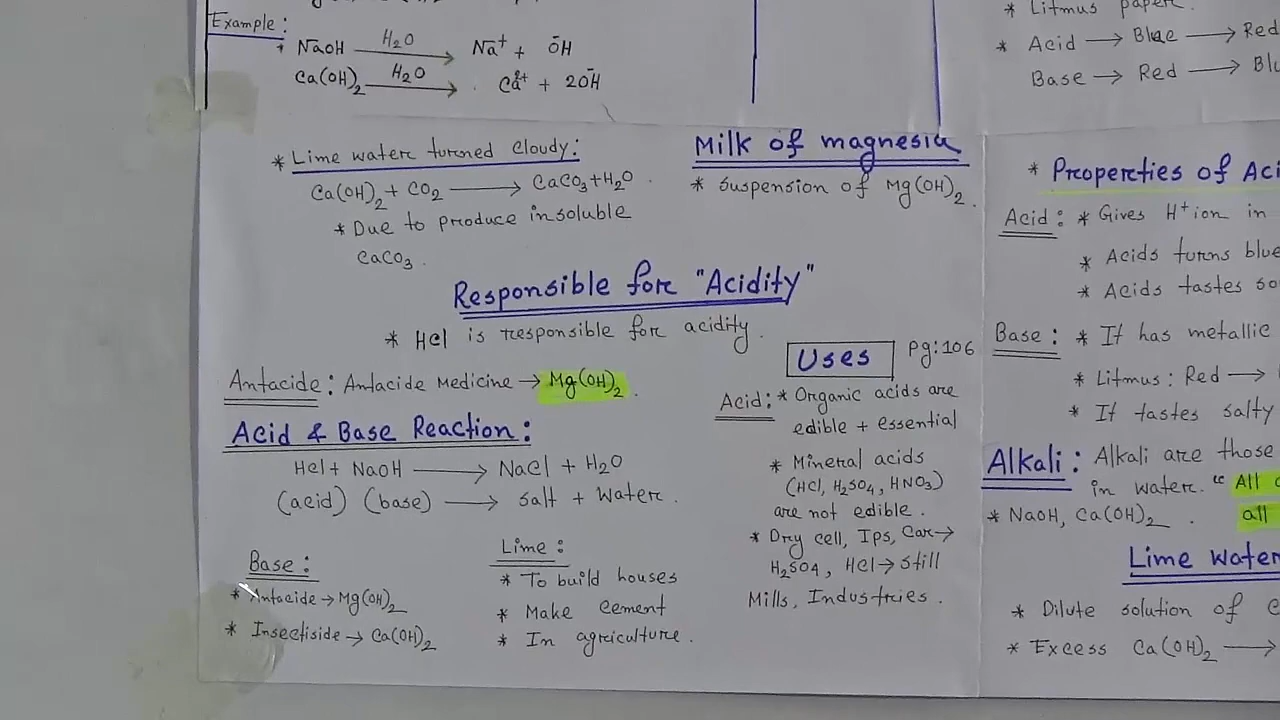 Example:
* NaOH —H₂O→ Na⁺ + ŌH
Ca(OH)₂ —H₂O→ Ca²⁺ + 2ŌH
* Lime water turned cloudy:
Ca(OH)₂ + CO₂ → CaCO₃ + H₂O.
* Due to produce insoluble
CaCO₃.
Milk of magnesia
* Suspension of Mg(OH)₂.
Responsible for "Acidity"
* HCl is responsible for acidity.
Antacide: Antacide Medicine → Mg(OH)₂.
Acid & Base Reaction:
HCl + NaOH → NaCl + H₂O
(acid) (base) → salt + water.
Base:
* Antacide → Mg(OH)₂
* Insectiside → Ca(OH)₂
Lime:
* To build houses
* Make cement
* In agriculture.
Uses Pg:106
Acid: * Organic acids are
edible + essential
* Mineral acids
(HCl, H₂SO₄, HNO₃)
are not edible.
* Dry cell, Ips, Car →
H₂SO₄, HCl → still
Mills, Industries.
* Litmus paper.
* Acid → Blue → Red
Base → Red → Blu
* Properties of Aci
Acid: * Gives H⁺ ion in
* Acids turns blue
* Acids tastes so
Base: * It has metallic
* Litmus: Red →
* It tastes salty
Alkali: Alkali are those
in water. "All
* NaOH, Ca(OH)₂. all
Lime water
* Dilute solution of
* Excess Ca(OH)₂ →